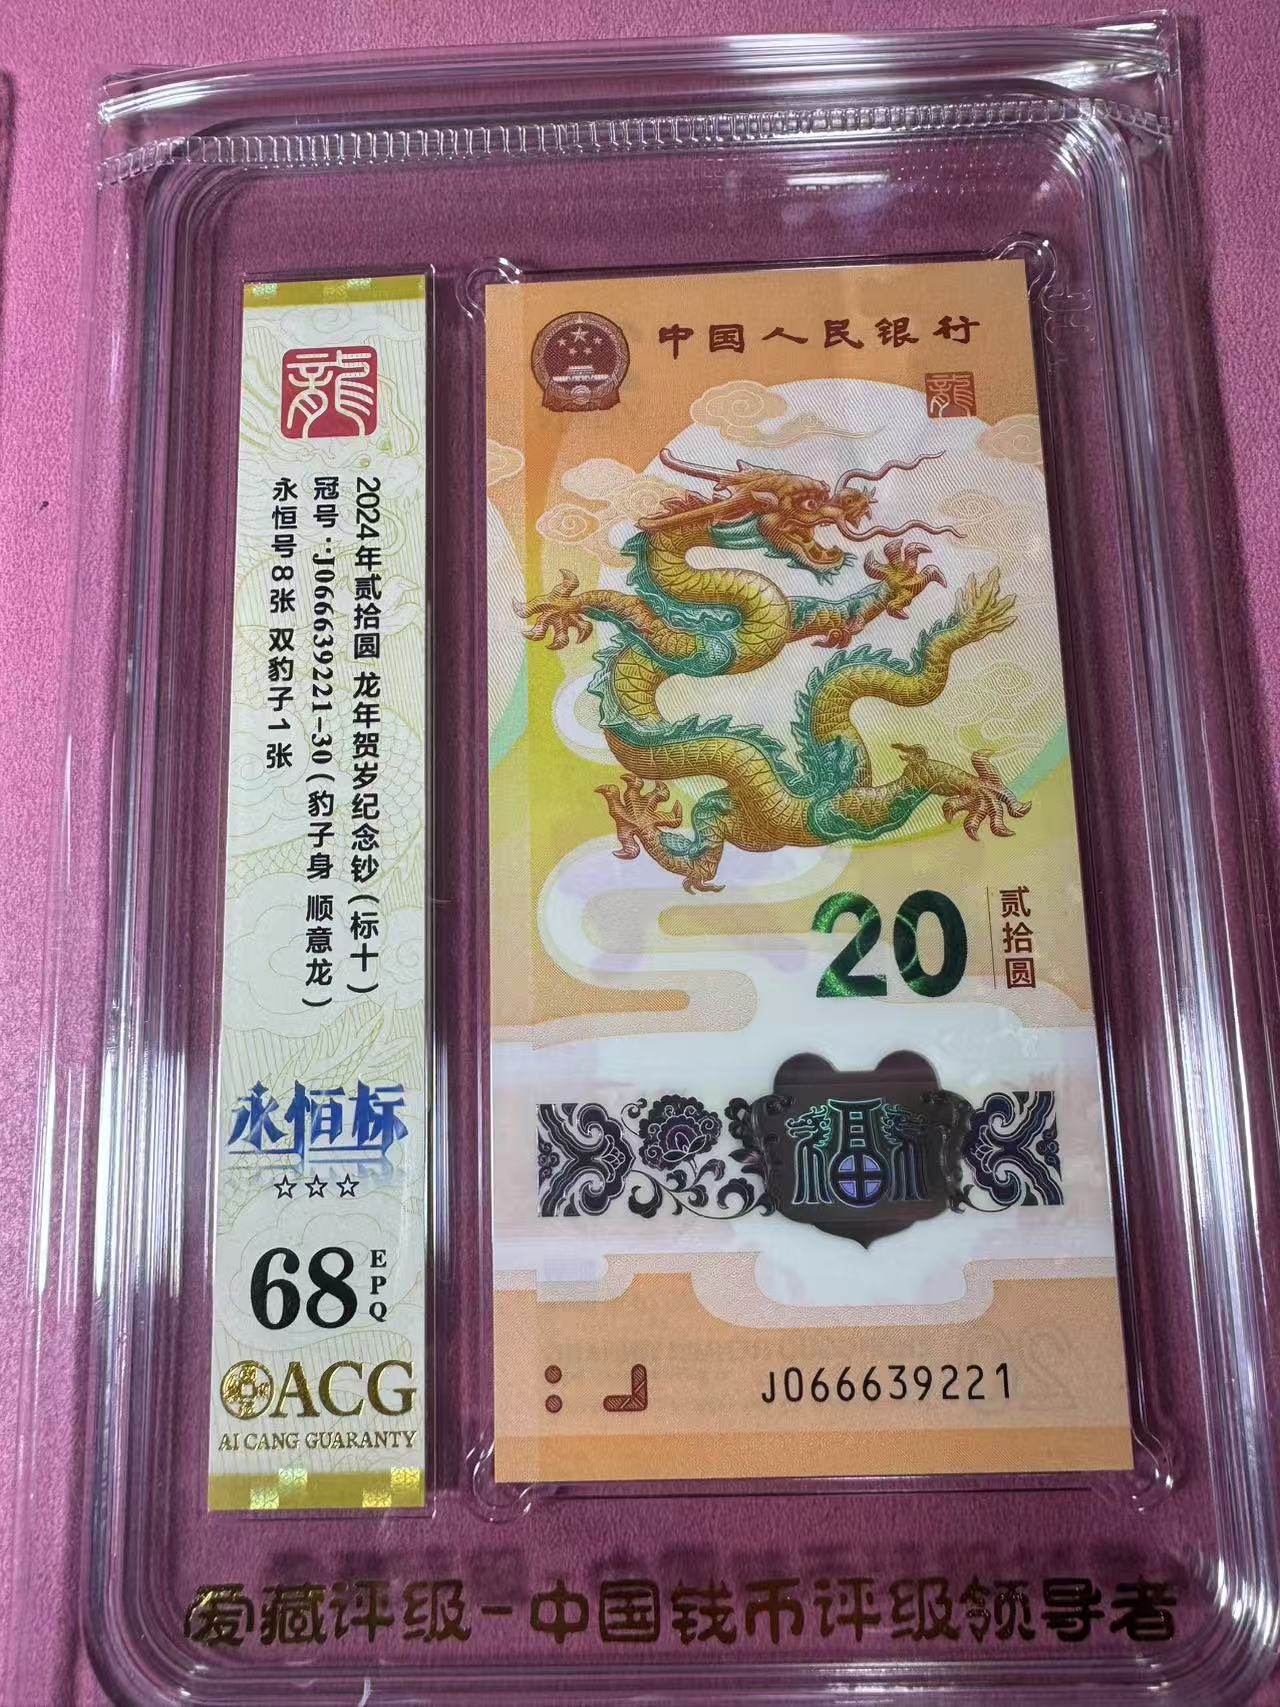 龍
2024年贰拾圆 龙年贺岁纪念钞(标十)
冠号:J066639221-30(豹子身 顺意龙)
永恒号8张 双豹子1张
永恒标
☆☆☆
68 EPQ
ACG
AI CANG GUARANTY
中国人民银行
龍
20
贰拾圆
福
J066639221
爱藏评级-中国钱币评级领导者